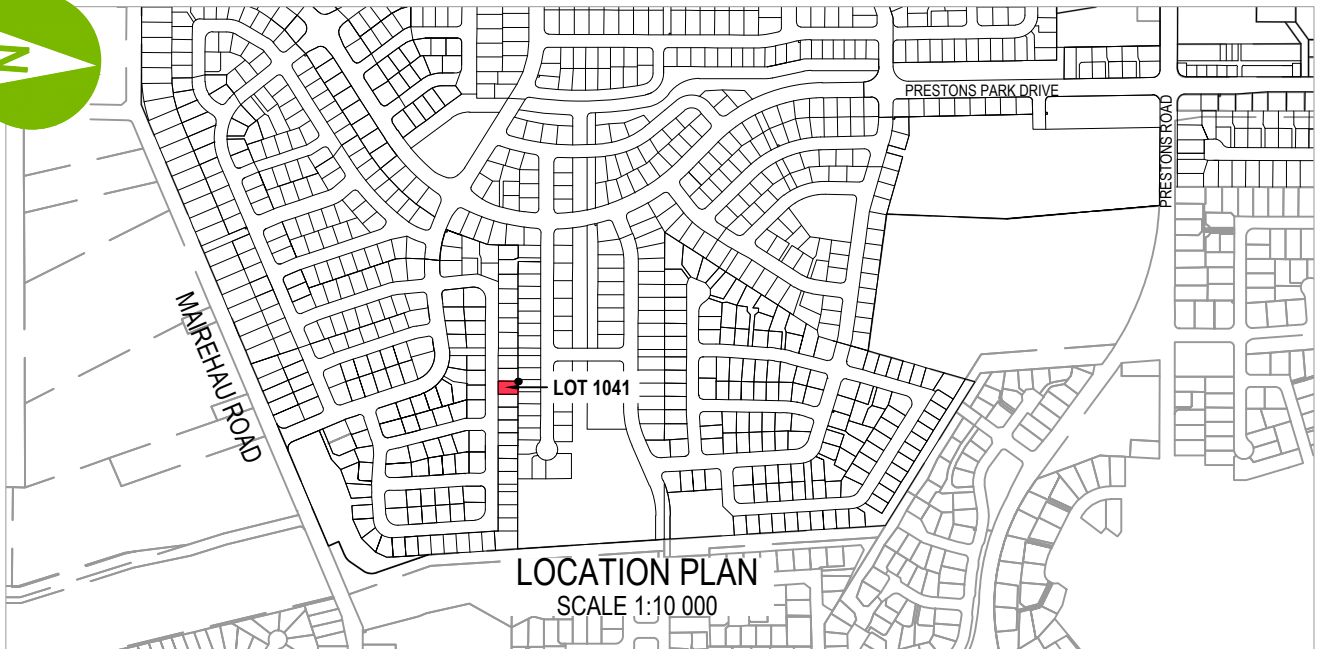 N
PRESTONS PARK DRIVE
PRESTONS ROAD
MAIREHAU ROAD
LOT 1041
LOCATION PLAN
SCALE 1:10 000